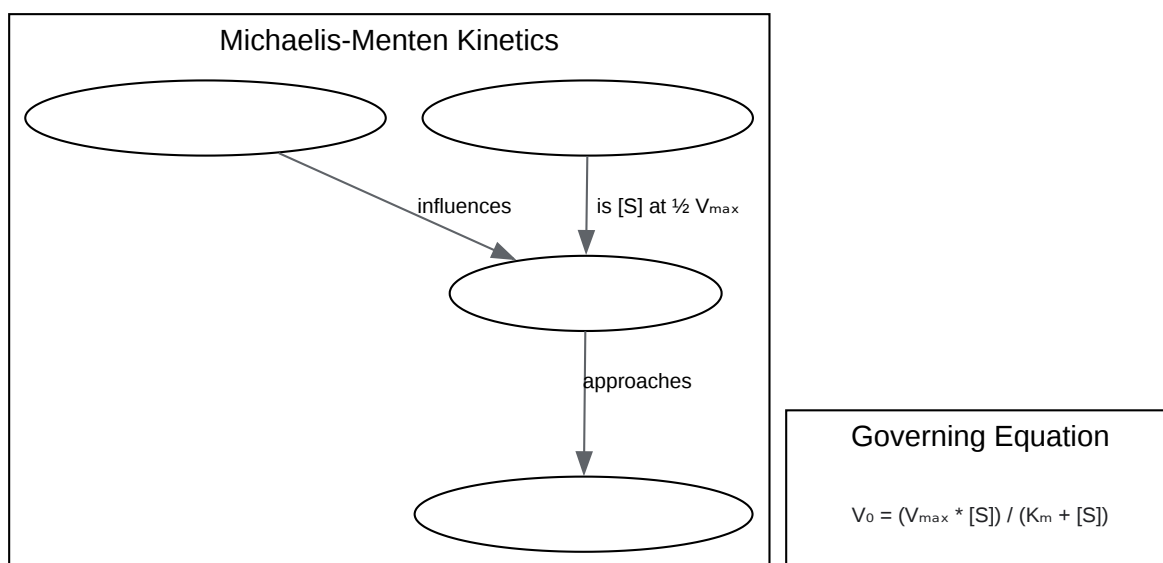 Michaelis-Menten Kinetics
influences
is [S] at ½ Vₘₐₓ
approaches
Governing Equation
V₀ = (Vₘₐₓ * [S]) / (Kₘ + [S])